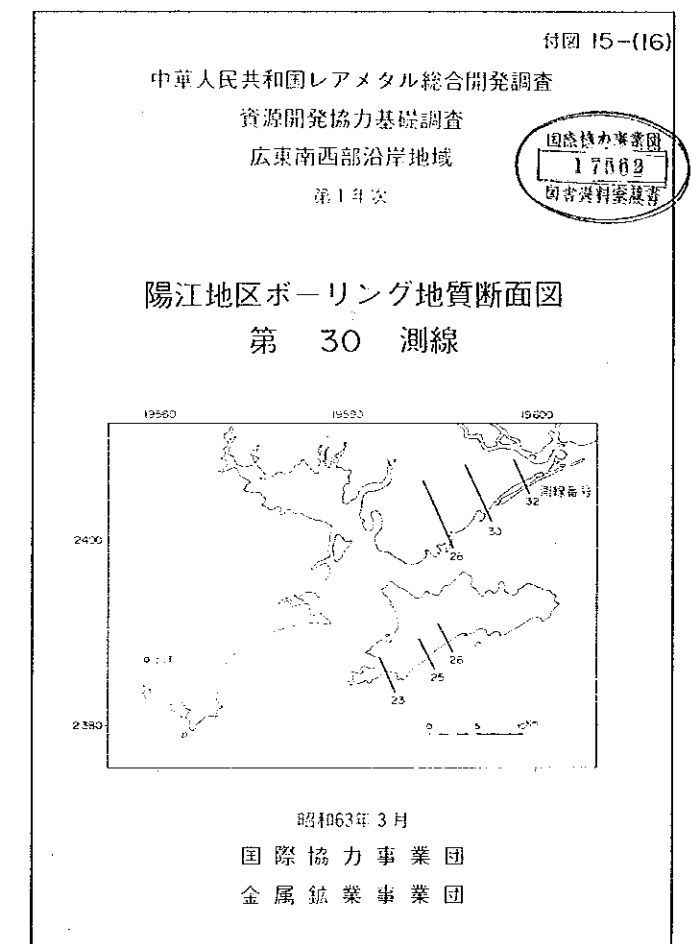 付図 15-(16)
中華人民共和国レアメタル総合開発調査
資源開発協力基礎調査
広東南西部沿岸地域
第1年次
国際協力事業団
17562
図書資料室蔵書
陽江地区ボーリング地質断面図
第 30 測線
19560 19590 19600
32 測線番号
30
2400
28
26
25
23
2380
0 5 10Km
昭和63年3月
国際協力事業団
金属鉱業事業団